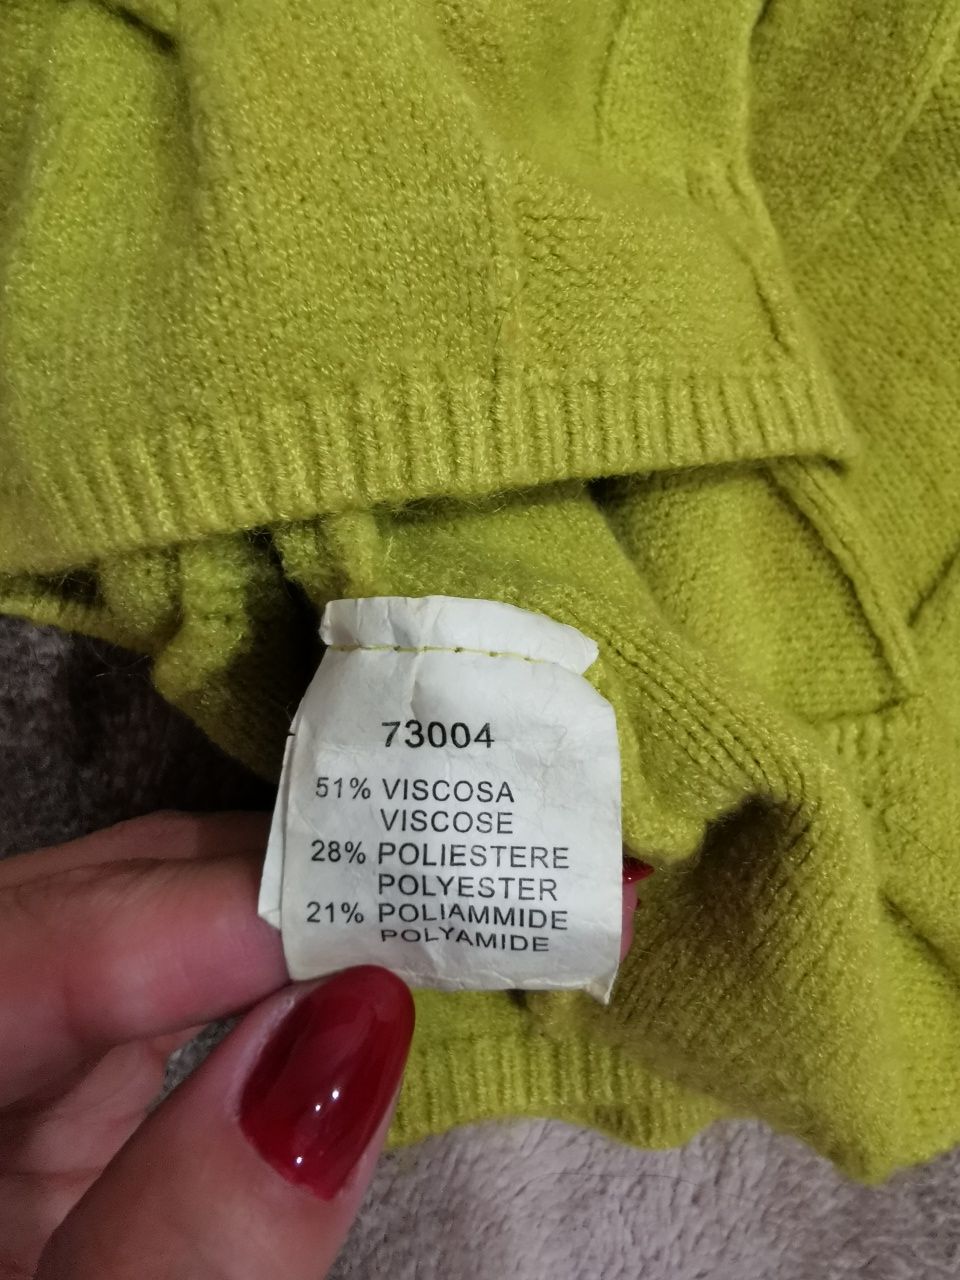 73004
51% VISCOSA
VISCOSE
28% POLIESTERE
POLYESTER
21% POLIAMMIDE
POLYAMIDE